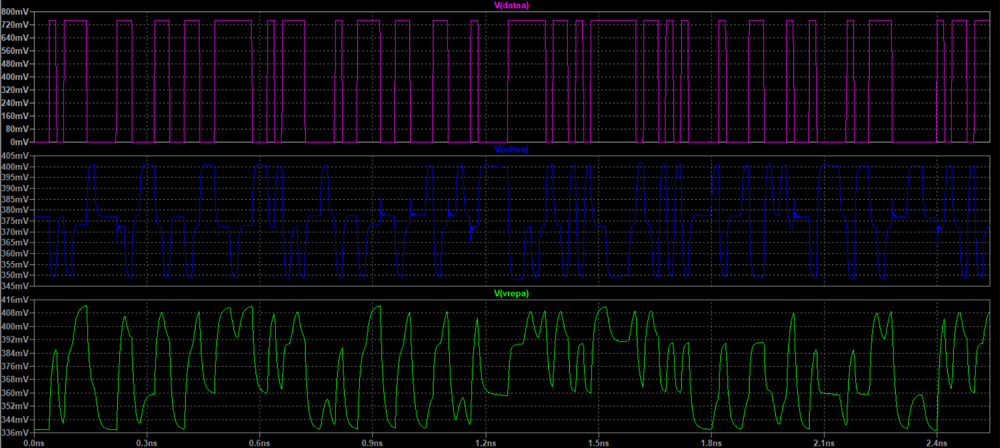 V(dataa)
800mV
720mV
640mV
560mV
480mV
400mV
320mV
240mV
160mV
80mV
0mV
V(vdrva)
405mV
400mV
395mV
390mV
385mV
380mV
375mV
370mV
365mV
360mV
355mV
350mV
345mV
V(vrepa)
416mV
408mV
400mV
392mV
384mV
376mV
368mV
360mV
352mV
344mV
336mV
0.0ns 0.3ns 0.6ns 0.9ns 1.2ns 1.5ns 1.8ns 2.1ns 2.4ns